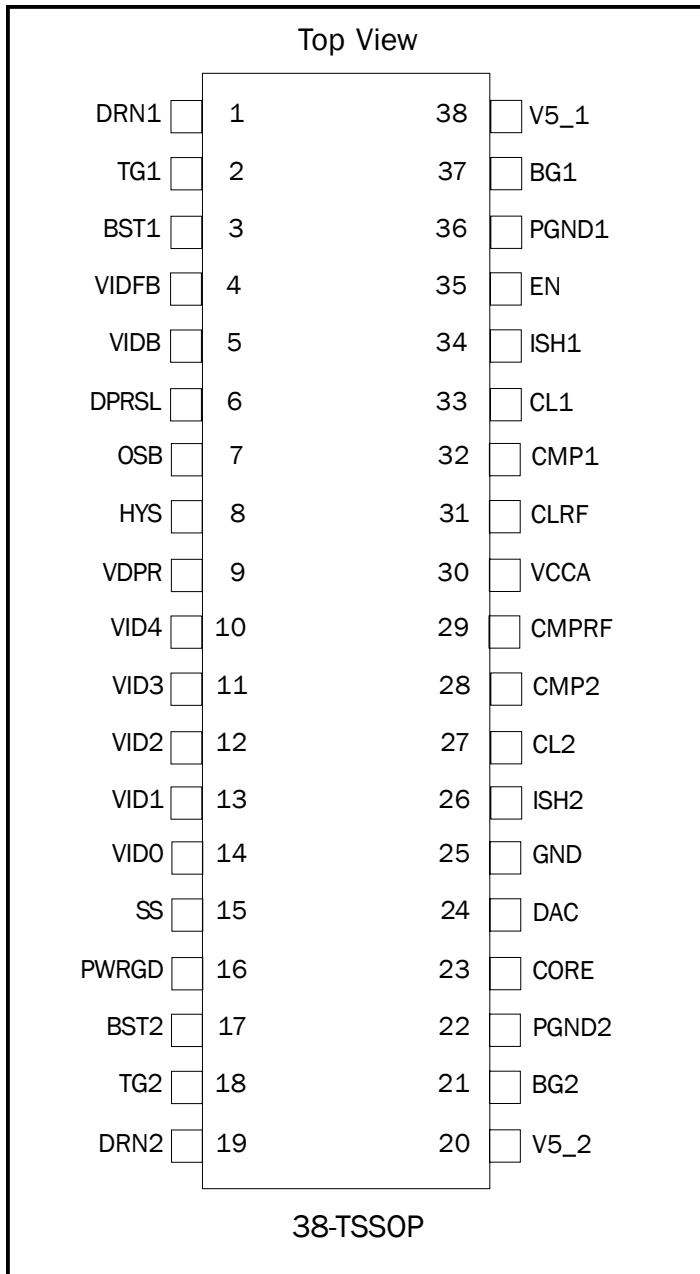 Top View
DRN1 1 38 V5_1
TG1 2 37 BG1
BST1 3 36 PGND1
VIDFB 4 35 EN
VIDB 5 34 ISH1
DPRSL 6 33 CL1
OSB 7 32 CMP1
HYS 8 31 CLRF
VDPR 9 30 VCCA
VID4 10 29 CMPRF
VID3 11 28 CMP2
VID2 12 27 CL2
VID1 13 26 ISH2
VID0 14 25 GND
SS 15 24 DAC
PWRGD 16 23 CORE
BST2 17 22 PGND2
TG2 18 21 BG2
DRN2 19 20 V5_2
38-TSSOP